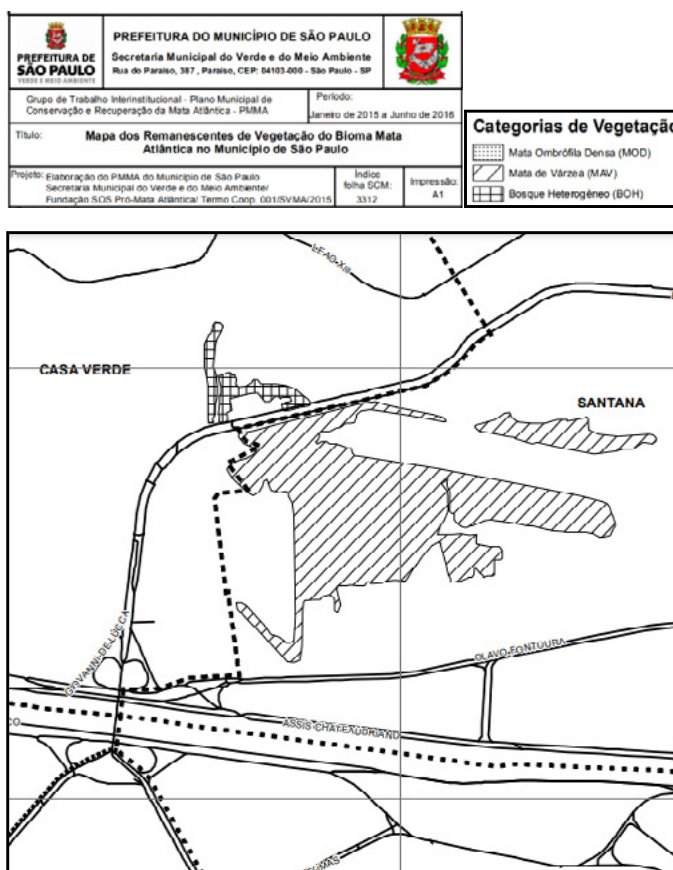 PREFEITURA DE
SÃO PAULO
VERDE E MEIO AMBIENTE
PREFEITURA DO MUNICÍPIO DE SÃO PAULO
Secretaria Municipal do Verde e do Meio Ambiente
Rua do Paraíso, 387 , Paraíso, CEP: 04103-000 - São Paulo - SP
Grupo de Trabalho Interinstitucional - Plano Municipal de
Conservação e Recuperação da Mata Atlântica - PMMA
Período:
Janeiro de 2015 a Junho de 2016
Título:
Mapa dos Remanescentes de Vegetação do Bioma Mata
Atlântica no Município de São Paulo
Projeto: Elaboração do PMMA do Município de São Paulo
Secretaria Municipal do Verde e do Meio Ambiente/
Fundação SOS Pró-Mata Atlântica/ Termo Coop. 001/SVMA/2015
Índice
folha SCM:
3312
Impressão:
A1
Categorias de Vegetação
Mata Ombrófila Densa (MOD)
Mata de Várzea (MAV)
Bosque Heterogêneo (BOH)
LEAO XIII
CASA VERDE
SANTANA
OLAVO FONTOURA
ASSIS CHATEAUBRIAND
CO